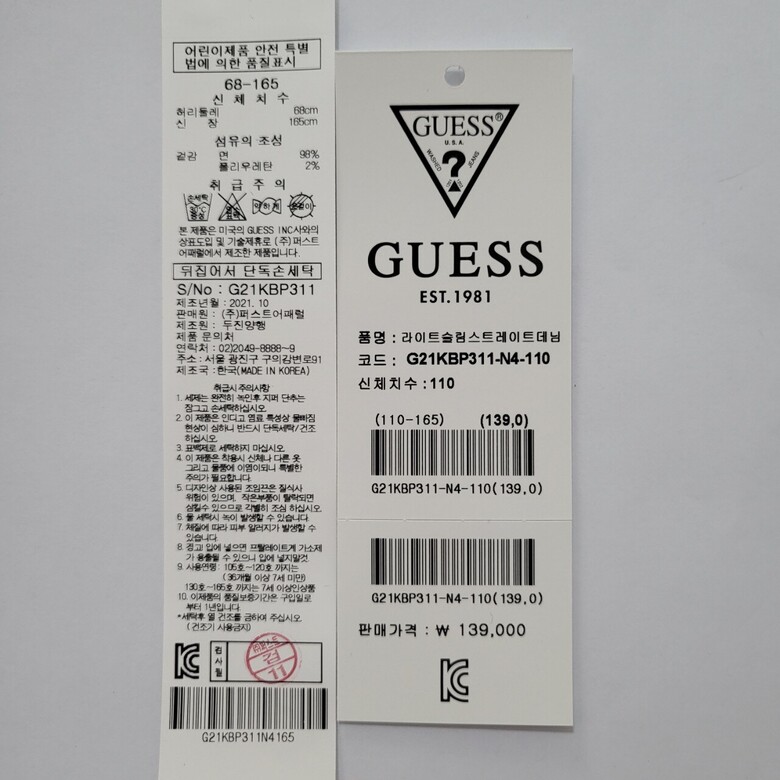 어린이제품 안전 특별
법에 의한 품질표시
68-165
신 체 치 수
허리둘레 68cm
신 장 165cm
섬유의 조성
겉감 면 98%
폴리우레탄 2%
취 급 주 의
손세탁
약하게
본 제품은 미국의 GUESS INC사와의
상표도입 및 기술제휴로 (주)퍼스트
어패럴에서 제조한 제품입니다.
뒤집어서 단독손세탁
S/No : G21KBP311
제조년월 : 2021. 10
판매원 : (주)퍼스트어패럴
제조원 : 두진양행
제품 문의처
연락처 : 02)2049-8888~9
주소 : 서울 광진구 구의강변로91
제조국 : 한국(MADE IN KOREA)
취급시 주의사항
1. 세제는 완전히 녹인후 지퍼 단추는
잠그고 손세탁하십시오.
2. 이 제품은 인디고 염료 특성상 물빠짐
현상이 심하니 반드시 단독세탁/건조
하십시오.
3. 표백제로 세탁하지 마십시오.
4. 이 제품은 착용시 신체나 다른 옷
그리고 물품에 이염이되니 특별한
주의가 필요합니다.
5. 디자인상 사용된 조임끈은 질식사
위험이 있으며, 작은부품이 탈락되면
삼킬수 있으므로 각별히 조심 하십시오.
6. 물 세탁시 녹이 발생할 수 있습니다.
7. 체질에 따라 피부 알러지가 발생할 수
있습니다.
8. 경고! 입에 넣으면 프탈레이트계 가소제
가 용출될 수 있으니 입에 넣지말것.
9. 사용연령: 105호~120호 까지는
(36개월 이상 7세 미만)
130호~165호 까지는 7세 이상인상품
10. 이제품의 품질보증기간은 구입일로
부터 1년입니다.
*세탁후 열 건조를 금하여 주십시오.
(건조기 사용금지)
검사필
검
11
G21KBP311N4165
GUESS®
U.S.A.
WASHED ? JEANS
GUESS
EST.1981
품명 : 라이트슬림스트레이트데님
코드 : G21KBP311-N4-110
신체치수 : 110
(110-165) (139,0)
G21KBP311-N4-110(139,0)
G21KBP311-N4-110(139,0)
판매가격 : ₩ 139,000